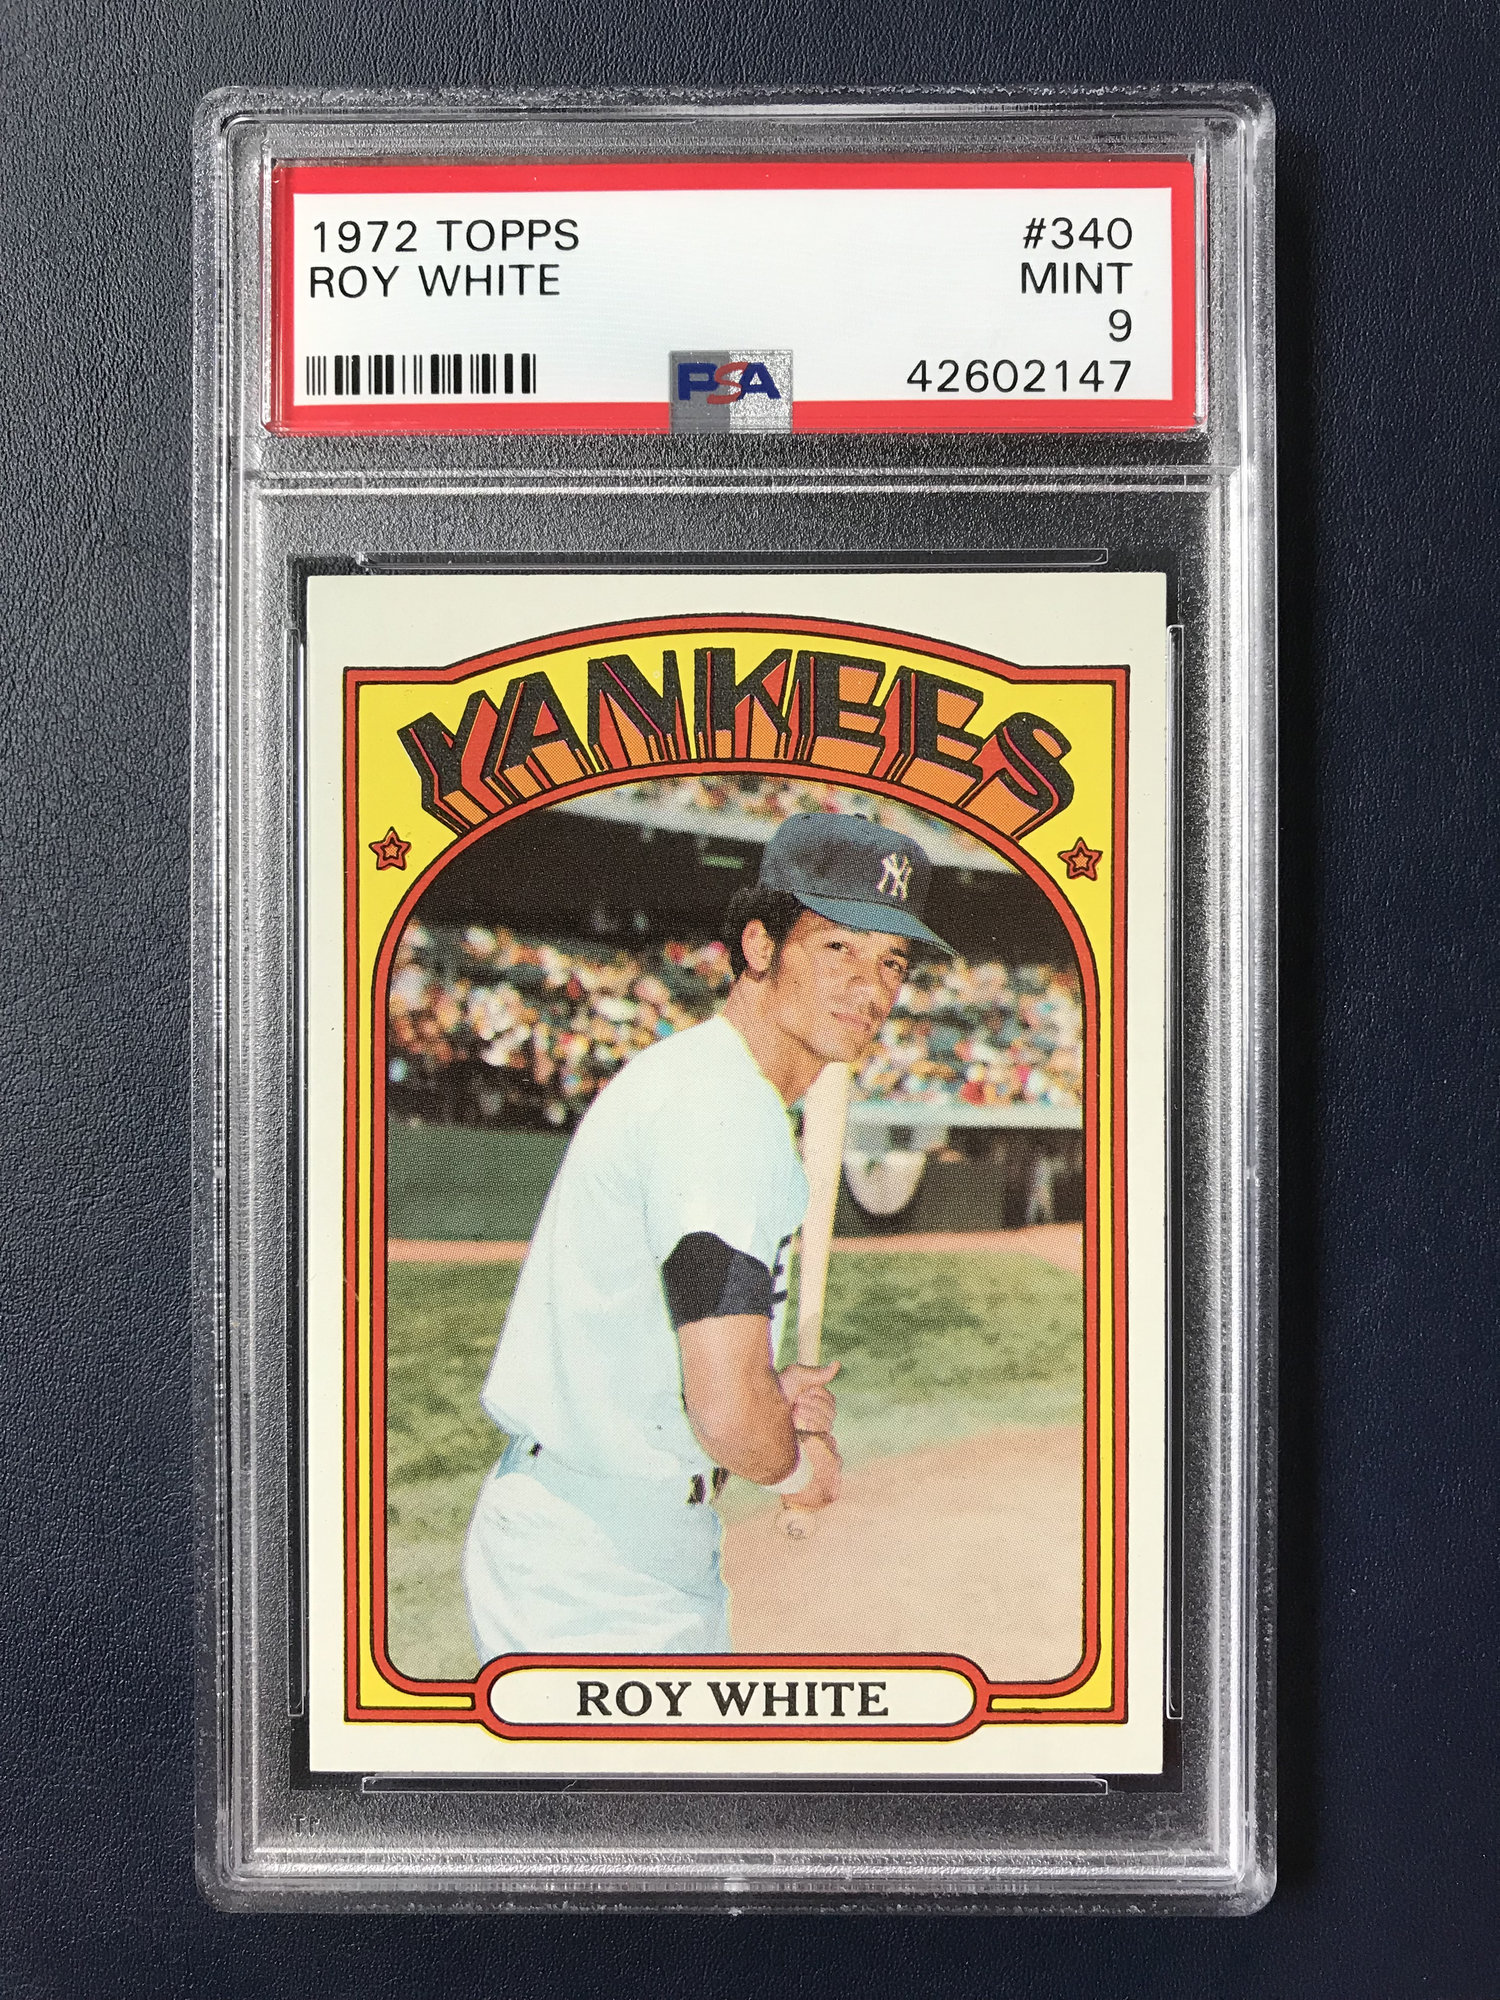 1972 TOPPS #340
ROY WHITE MINT
9
PSA 42602147
YANKEES
NY
ROY WHITE